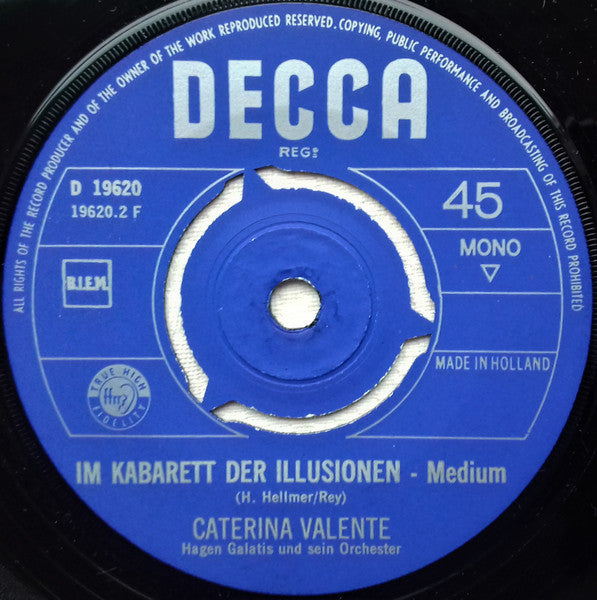 ALL RIGHTS OF THE RECORD PRODUCER AND OF THE OWNER OF THE WORK REPRODUCED RESERVED. COPYING, PUBLIC PERFORMANCE AND BROADCASTING OF THIS RECORD PROHIBITED
DECCA
REGD
D 19620
19620.2 F
45
MONO
B.I.E.M.
MADE IN HOLLAND
TRUE HIGH
ffrr
FIDELITY
IM KABARETT DER ILLUSIONEN - Medium
(H. Hellmer/Rey)
CATERINA VALENTE
Hagen Galatis und sein Orchester